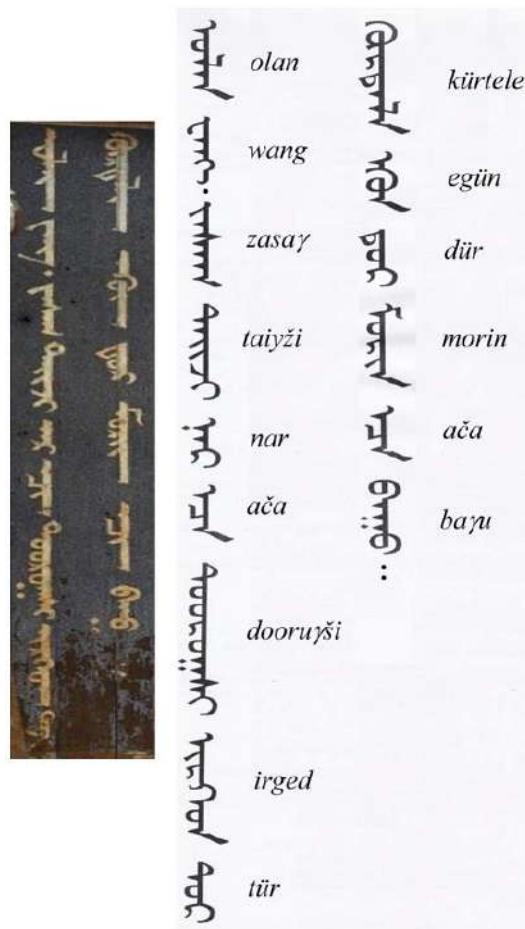 ᠣᠯᠠᠨ olan
ᠸᠠᠩ᠃ wang
ᠵᠠᠰᠠᠭ zasaγ
ᠲᠠᠶᠢᠵᠢ taiyži
ᠨᠠᠷ nar
ᠠᠴᠠ ača
ᠳᠣᠣᠷᠤᠭᠰᠢ dooruγši
ᠢᠷᠭᠡᠳ irged
ᠲᠦᠷ tür
ᠬᠦᠷᠲᠡᠯᠡ kürtele
ᠡᠭᠦᠨ egün
ᠳᠦᠷ dür
ᠮᠣᠷᠢᠨ morin
ᠠᠴᠠ ača
ᠪᠠᠭᠤ᠃ baγu